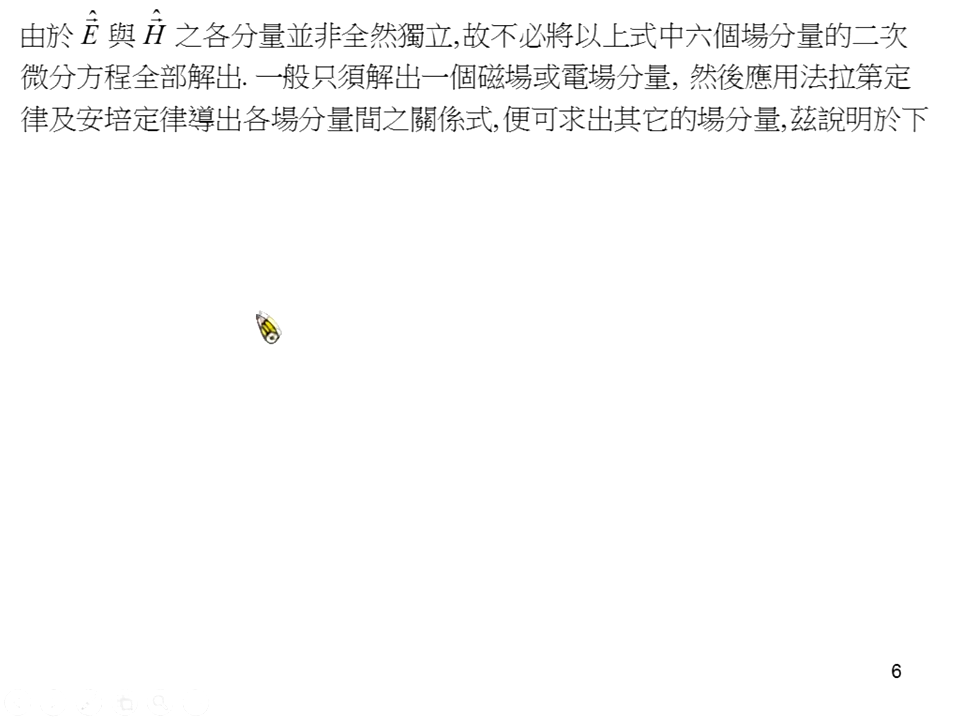 由於 Ê 與 Ĥ 之各分量並非全然獨立,故不必將以上式中六個場分量的二次
微分方程全部解出. 一般只須解出一個磁場或電場分量, 然後應用法拉第定
律及安培定律導出各場分量間之關係式,便可求出其它的場分量,茲說明於下
6